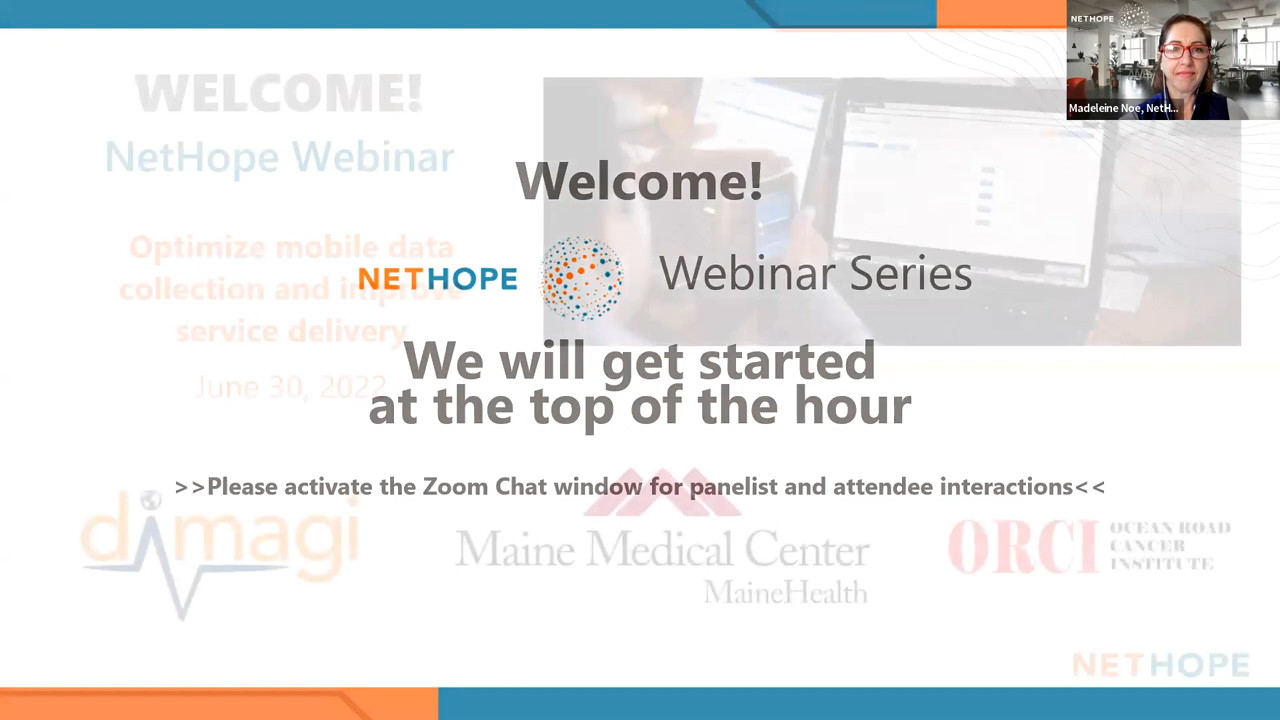 NETHOPE
Madeleine Noe, NetH...
WELCOME!
NetHope Webinar
Optimize mobile data
collection and improve
service delivery
June 30, 2022
Welcome!
NETHOPE Webinar Series
We will get started
at the top of the hour
>>Please activate the Zoom Chat window for panelist and attendee interactions<<
dimagi
Maine Medical Center
MaineHealth
ORCI OCEAN ROAD
CANCER
INSTITUTE
NETHOPE